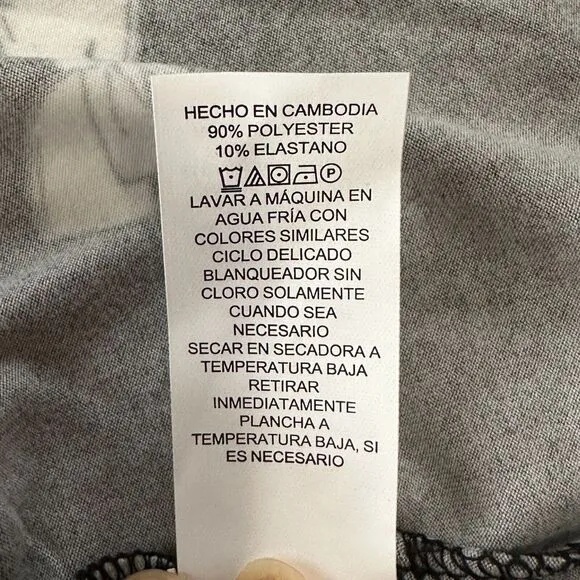 HECHO EN CAMBODIA
90% POLYESTER
10% ELASTANO
P
LAVAR A MÁQUINA EN
AGUA FRÍA CON
COLORES SIMILARES
CICLO DELICADO
BLANQUEADOR SIN
CLORO SOLAMENTE
CUANDO SEA
NECESARIO
SECAR EN SECADORA A
TEMPERATURA BAJA
RETIRAR
INMEDIATAMENTE
PLANCHA A
TEMPERATURA BAJA, SI
ES NECESARIO